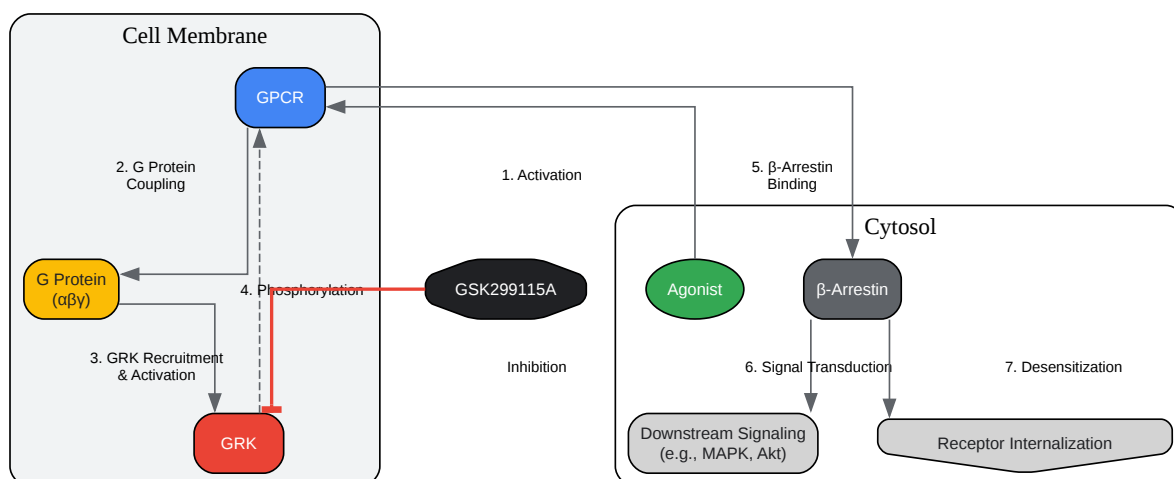 Cell Membrane
GPCR
2. G Protein
Coupling
1. Activation
5. β-Arrestin
Binding
Cytosol
G Protein
(αβγ)
4. Phosphorylation
GSK299115A
Agonist
β-Arrestin
3. GRK Recruitment
& Activation
Inhibition
6. Signal Transduction
7. Desensitization
GRK
Downstream Signaling
(e.g., MAPK, Akt)
Receptor Internalization